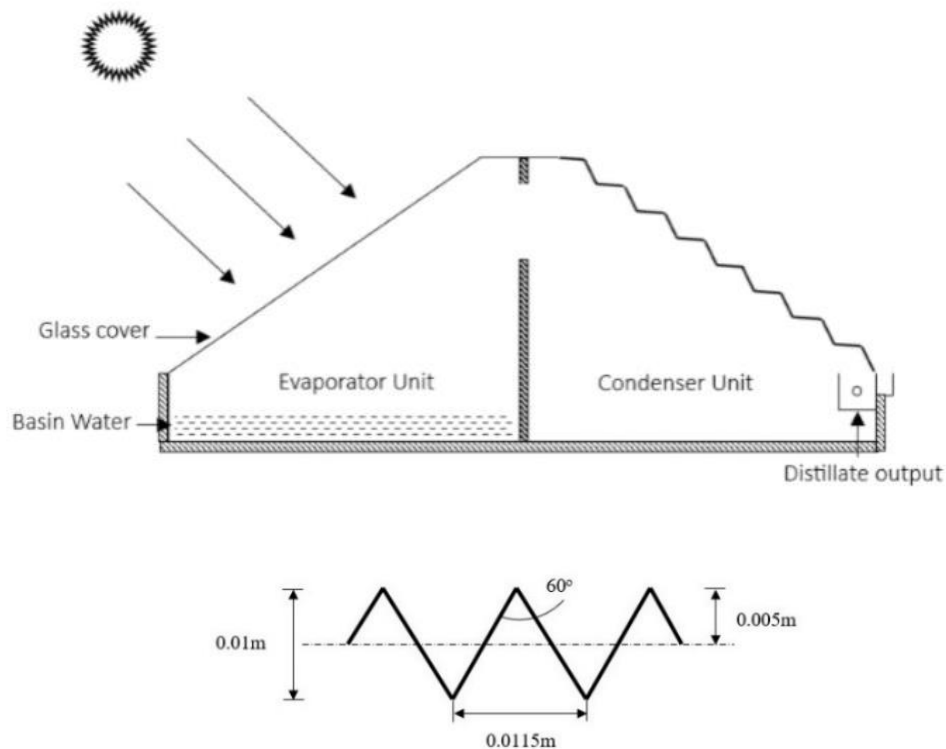 Glass cover
Evaporator Unit
Condenser Unit
Basin Water
Distillate output
60°
0.01m
0.005m
0.0115m